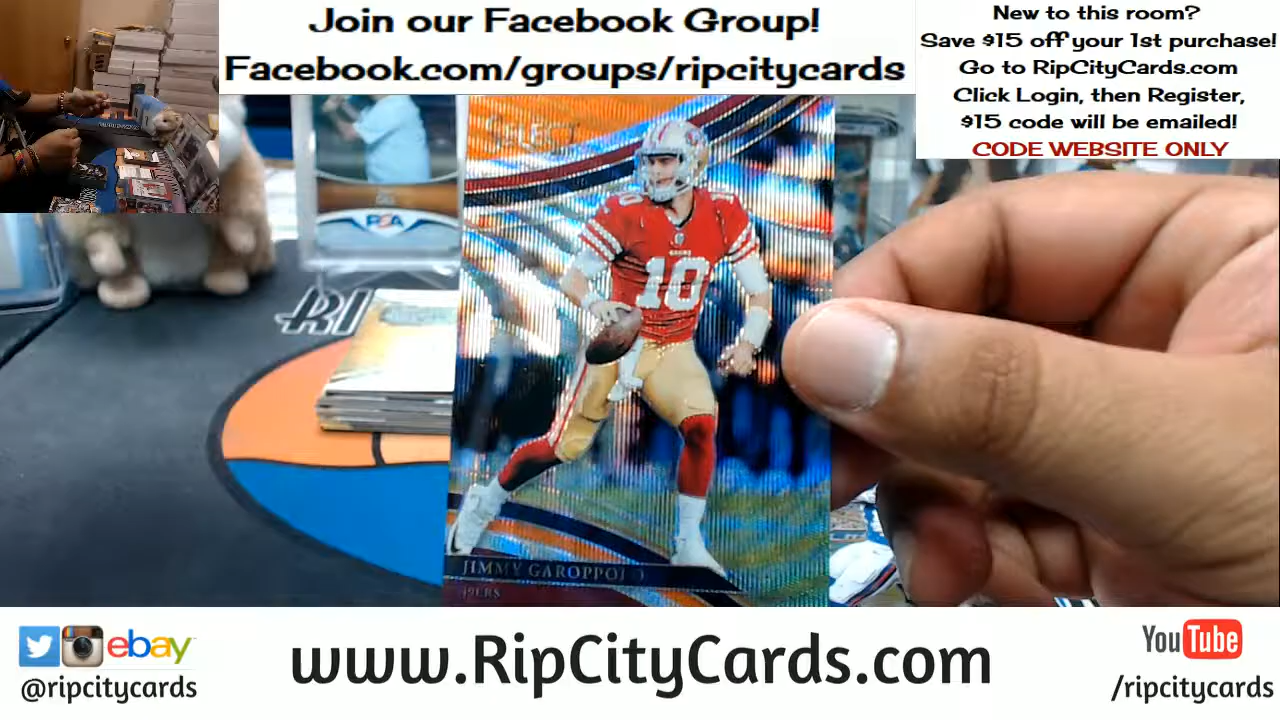 Join our Facebook Group!
Facebook.com/groups/ripcitycards
New to this room?
Save $15 off your 1st purchase!
Go to RipCityCards.com
Click Login, then Register,
$15 code will be emailed!
CODE WEBSITE ONLY
SELECT
PSA
RI
10
10
JIMMY GAROPPOLO
49ERS
ebay
@ripcitycards
www.RipCityCards.com
YouTube
/ripcitycards